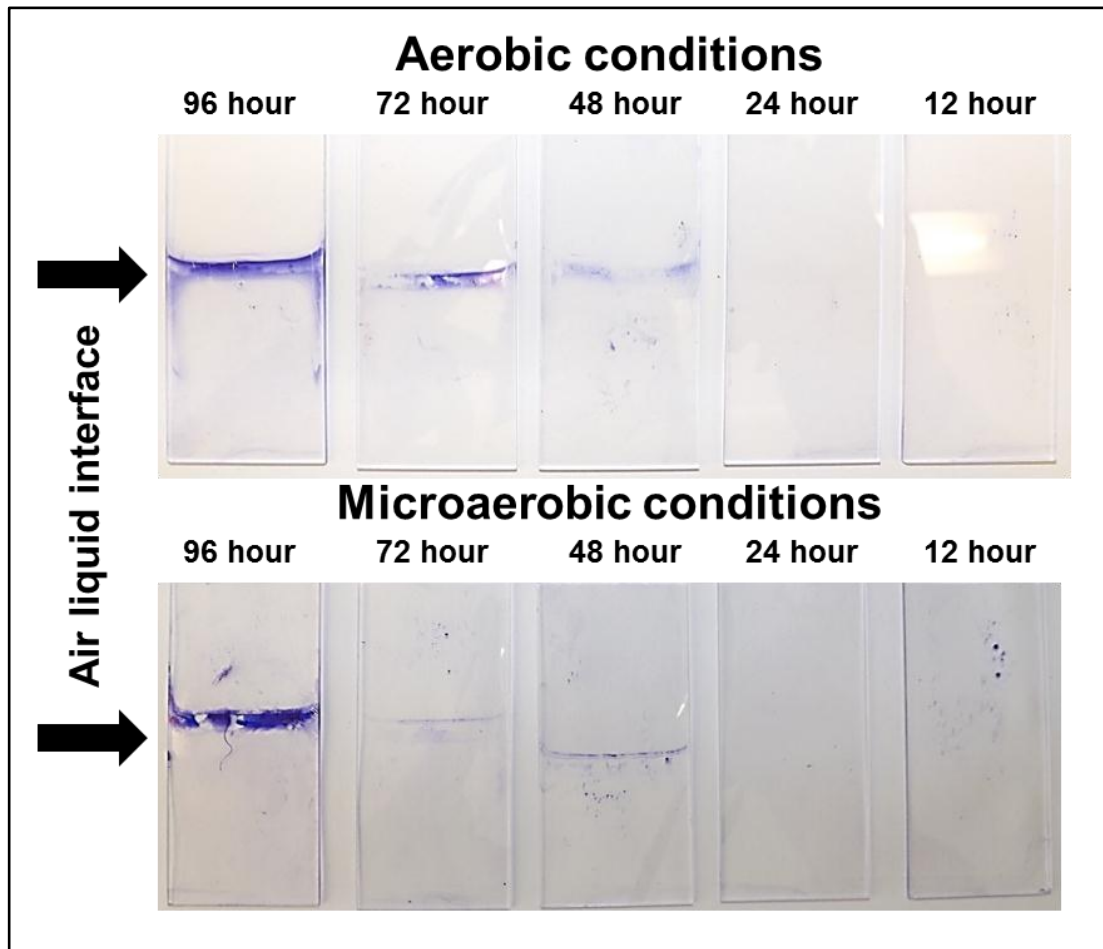 Aerobic conditions
96 hour 72 hour 48 hour 24 hour 12 hour
Air liquid interface
Microaerobic conditions
96 hour 72 hour 48 hour 24 hour 12 hour